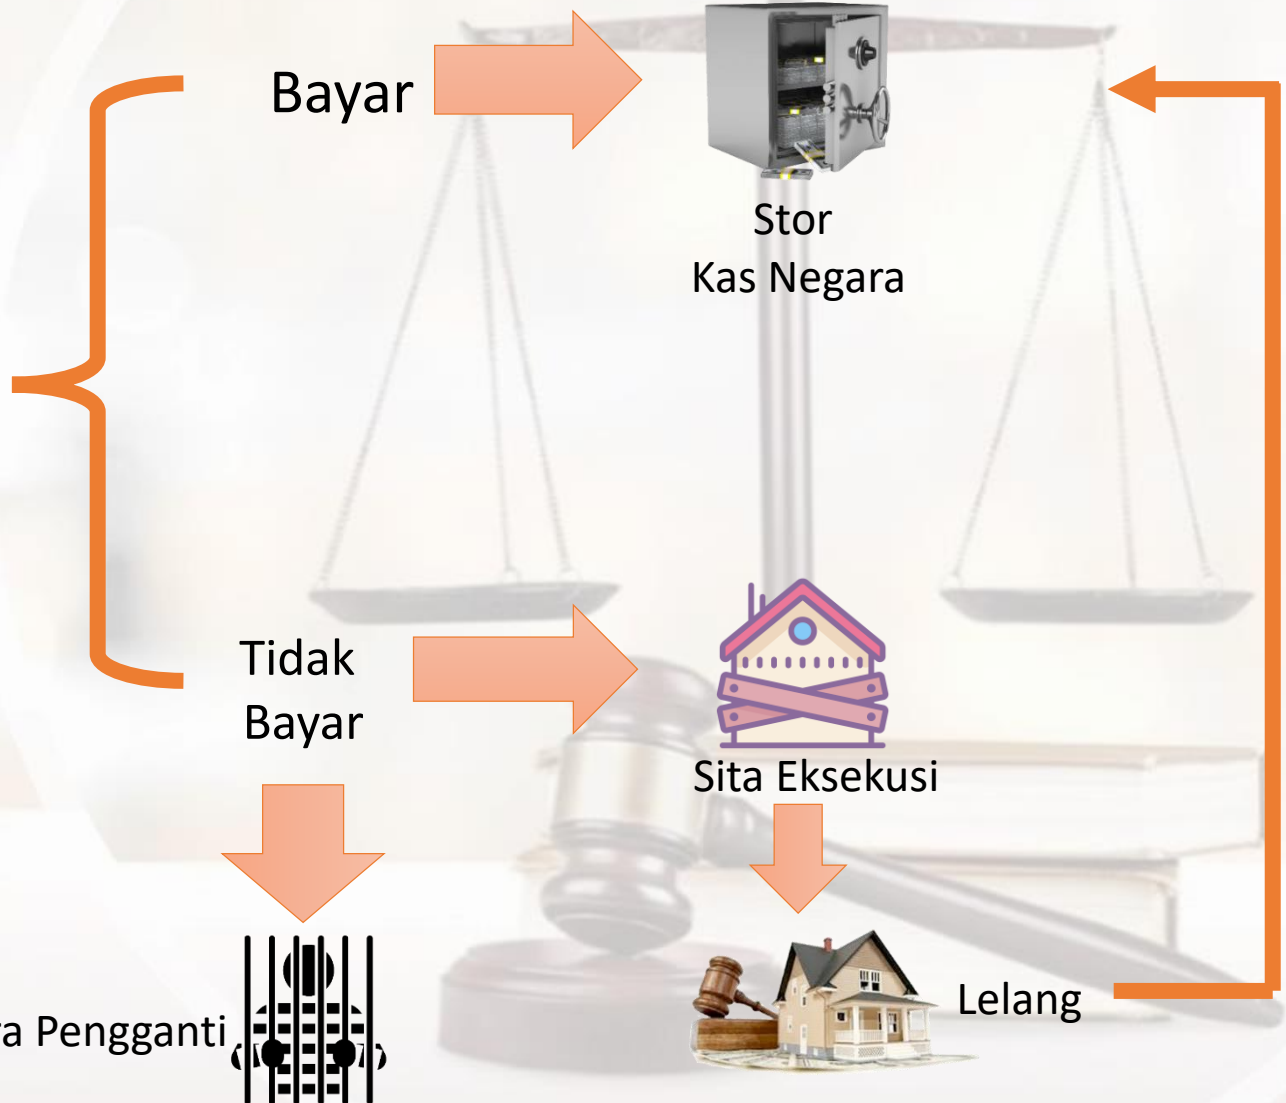 Bayar
Stor
Kas Negara
Tidak
Bayar
Sita Eksekusi
Lelang
Pengganti